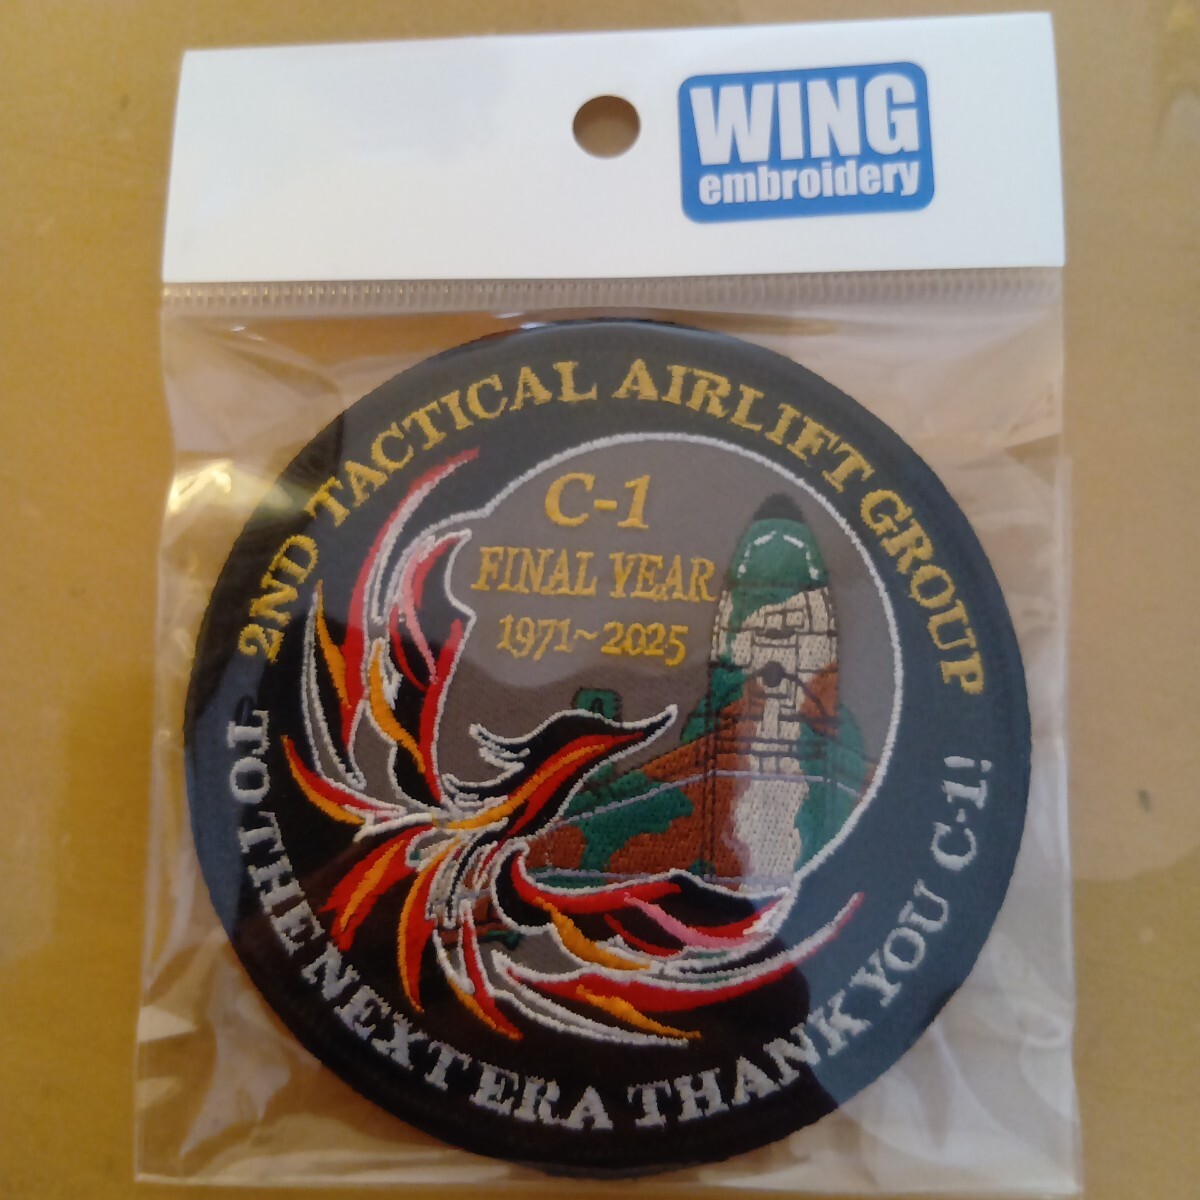 WING
embroidery
2ND TACTICAL AIRLIFT GROUP
C-1
FINAL YEAR
1971~2025
TO THE NEXT ERA THANK YOU C-1!